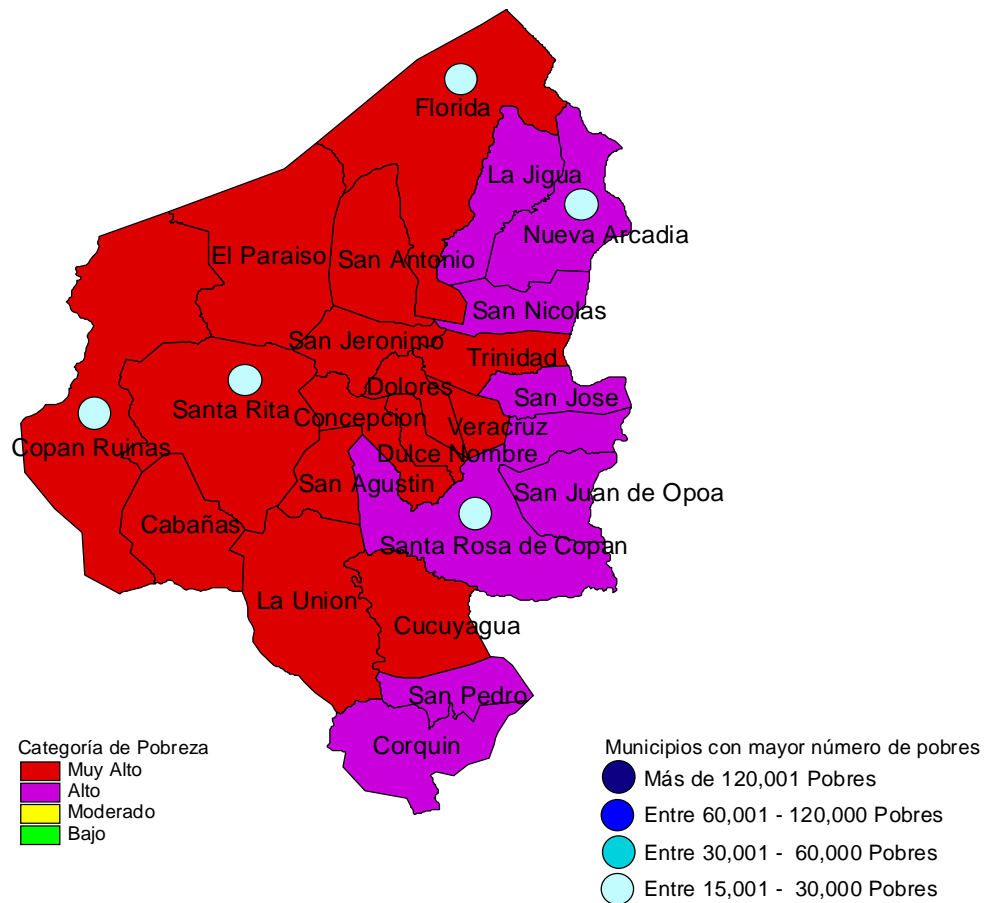 Florida
La Jigua
Nueva Arcadia
El Paraiso
San Antonio
San Nicolas
San Jeronimo
Trinidad
Dolores
San Jose
Santa Rita
Concepcion
Veracruz
Copan Ruinas
Dulce Nombre
San Agustin
San Juan de Opoa
Cabañas
Santa Rosa de Copan
La Union
Cucuyagua
San Pedro
Corquin
Categoría de Pobreza
Muy Alto
Alto
Moderado
Bajo
Municipios con mayor número de pobres
Más de 120,001 Pobres
Entre 60,001 - 120,000 Pobres
Entre 30,001 - 60,000 Pobres
Entre 15,001 - 30,000 Pobres